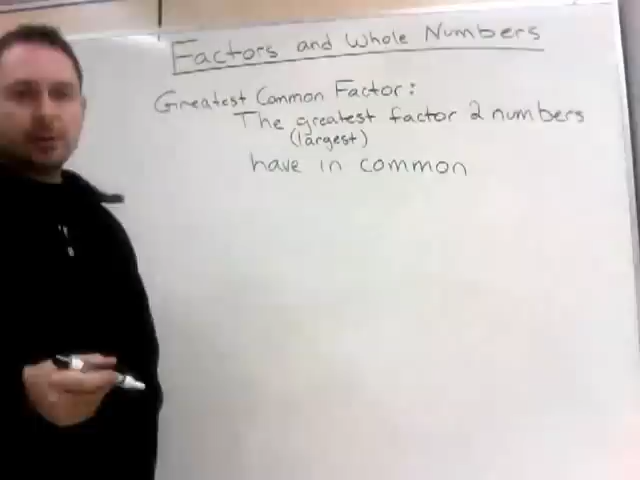 Factors and Whole Numbers
Greatest Common Factor:
The greatest factor 2 numbers
(largest)
have in common